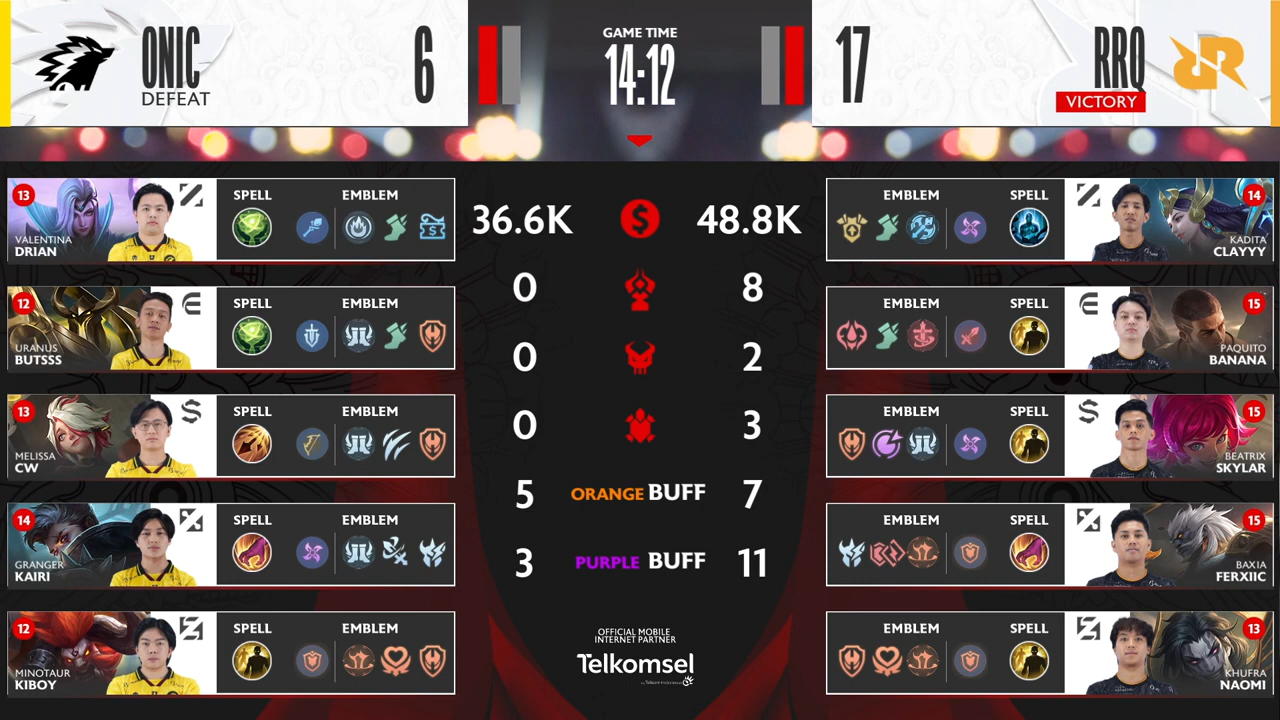 ONIC
DEFEAT
6
GAME TIME
14:12
17
RRQ
VICTORY
13
VALENTINA
DRIAN
SPELL
EMBLEM
12
URANUS
BUTSSS
SPELL
EMBLEM
13
MELISSA
CW
SPELL
EMBLEM
14
GRANGER
KAIRI
SPELL
EMBLEM
12
MINOTAUR
KIBOY
SPELL
EMBLEM
36.6K $ 48.8K
0 8
0 2
0 3
5 ORANGE BUFF 7
3 PURPLE BUFF 11
OFFICIAL MOBILE
INTERNET PARTNER
Telkomsel
EMBLEM
SPELL
14
KADITA
CLAYYY
EMBLEM
SPELL
15
PAQUITO
BANANA
EMBLEM
SPELL
15
BEATRIX
SKYLAR
EMBLEM
SPELL
15
BAXIA
FERXIIC
EMBLEM
SPELL
13
KHUFRA
NAOMI